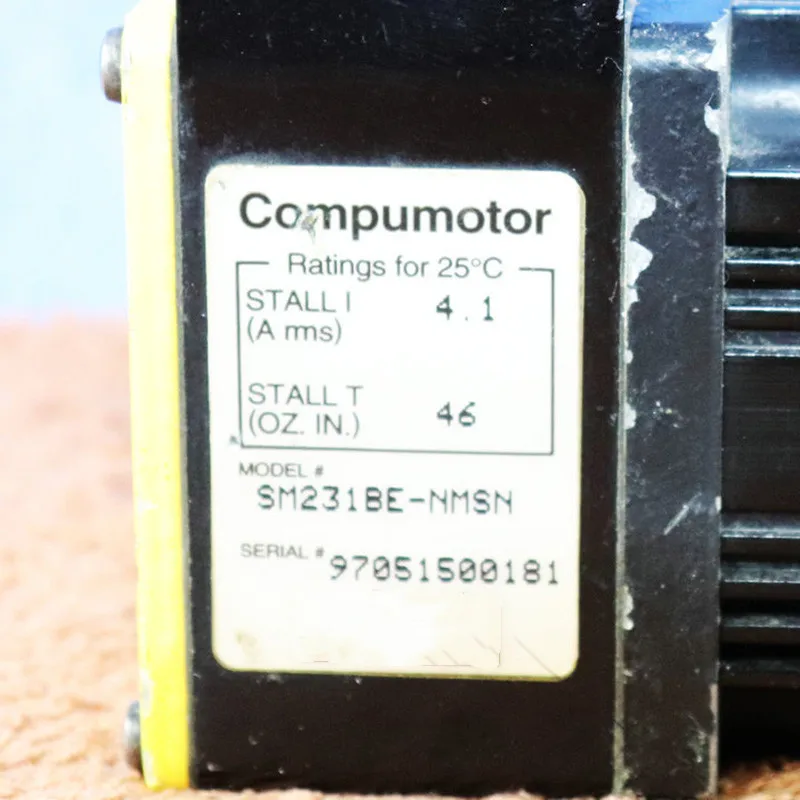 Compumotor
Ratings for 25°C
STALL I 4.1
(A rms)
STALL T
(OZ. IN.) 46
MODEL #
SM231BE-NMSN
SERIAL # 97051500181